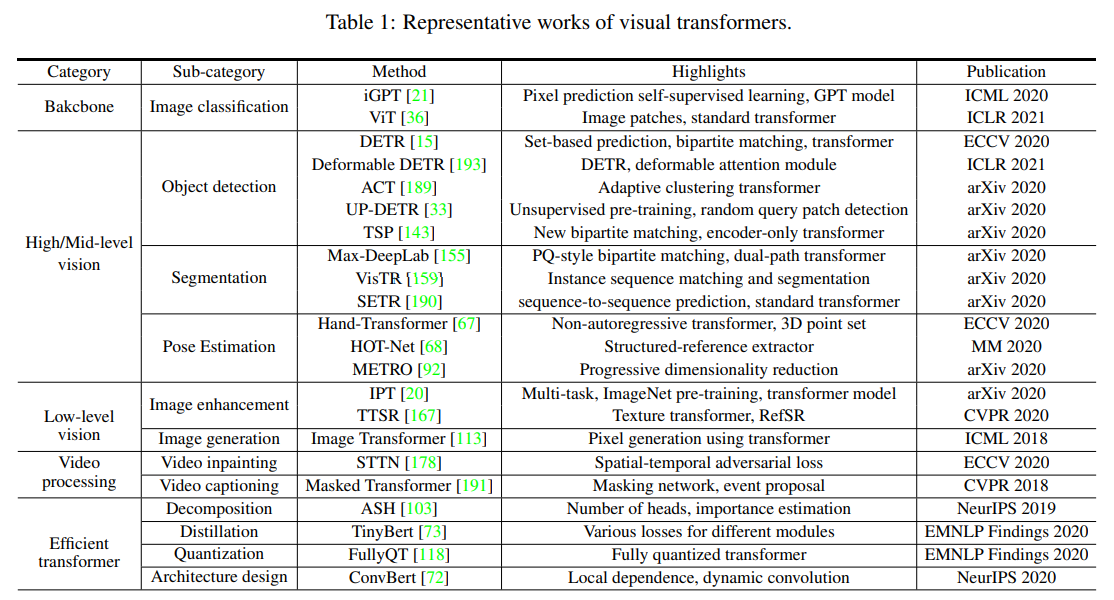 Table 1: Representative works of visual transformers.
Category Sub-category Method Highlights Publication
Bakcbone Image classification iGPT [21] Pixel prediction self-supervised learning, GPT model ICML 2020
ViT [36] Image patches, standard transformer ICLR 2021
High/Mid-level vision Object detection DETR [15] Set-based prediction, bipartite matching, transformer ECCV 2020
Deformable DETR [193] DETR, deformable attention module ICLR 2021
ACT [189] Adaptive clustering transformer arXiv 2020
UP-DETR [33] Unsupervised pre-training, random query patch detection arXiv 2020
TSP [143] New bipartite matching, encoder-only transformer arXiv 2020
Segmentation Max-DeepLab [155] PQ-style bipartite matching, dual-path transformer arXiv 2020
VisTR [159] Instance sequence matching and segmentation arXiv 2020
SETR [190] sequence-to-sequence prediction, standard transformer arXiv 2020
Pose Estimation Hand-Transformer [67] Non-autoregressive transformer, 3D point set ECCV 2020
HOT-Net [68] Structured-reference extractor MM 2020
METRO [92] Progressive dimensionality reduction arXiv 2020
Low-level vision Image enhancement IPT [20] Multi-task, ImageNet pre-training, transformer model arXiv 2020
TTSR [167] Texture transformer, RefSR CVPR 2020
Image generation Image Transformer [113] Pixel generation using transformer ICML 2018
Video processing Video inpainting STTN [178] Spatial-temporal adversarial loss ECCV 2020
Video captioning Masked Transformer [191] Masking network, event proposal CVPR 2018
Efficient transformer Decomposition ASH [103] Number of heads, importance estimation NeurIPS 2019
Distillation TinyBert [73] Various losses for different modules EMNLP Findings 2020
Quantization FullyQT [118] Fully quantized transformer EMNLP Findings 2020
Architecture design ConvBert [72] Local dependence, dynamic convolution NeurIPS 2020